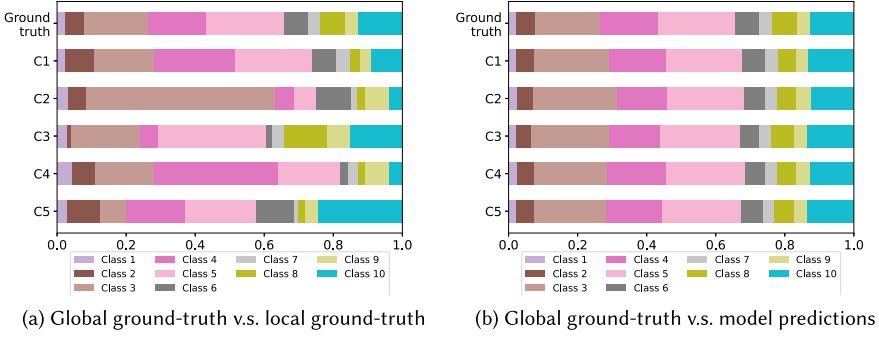 Ground
truth
C1
C2
C3
C4
C5
0.0 0.2 0.4 0.6 0.8 1.0
Class 1 Class 4 Class 7 Class 9
Class 2 Class 5 Class 8 Class 10
Class 3 Class 6
(a) Global ground-truth v.s. local ground-truth
Ground
truth
C1
C2
C3
C4
C5
0.0 0.2 0.4 0.6 0.8 1.0
Class 1 Class 4 Class 7 Class 9
Class 2 Class 5 Class 8 Class 10
Class 3 Class 6
(b) Global ground-truth v.s. model predictions